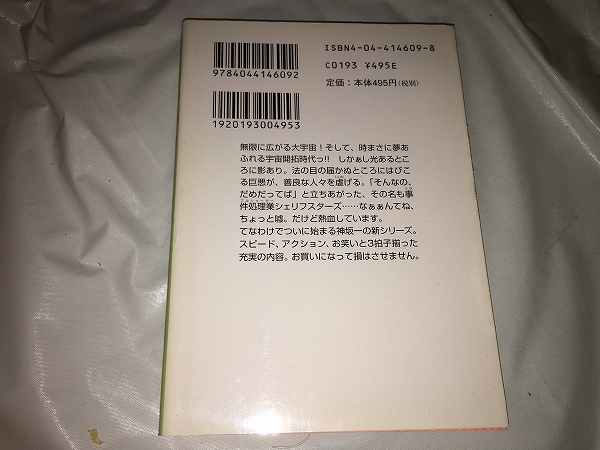 ISBN4-04-414609-8
C0193 ¥495E
定価：本体495円(税別)
9784044146092
1920193004953
無限に広がる大宇宙！そして、時まさに夢あ
ふれる宇宙開拓時代っ!! しかぁし光あるとこ
ろに影あり。法の目の届かぬところにはびこ
る巨悪が、善良な人々を虐げる。「そんなの、
だめだってば」と立ちあがった、その名も事
件処理業シェリフスターズ……なぁぁんてね、
ちょっと嘘。だけど熱血しています。
てなわけでついに始まる神坂一の新シリーズ。
スピード、アクション、お笑いと3拍子揃った
充実の内容。お買いになって損はさせません。